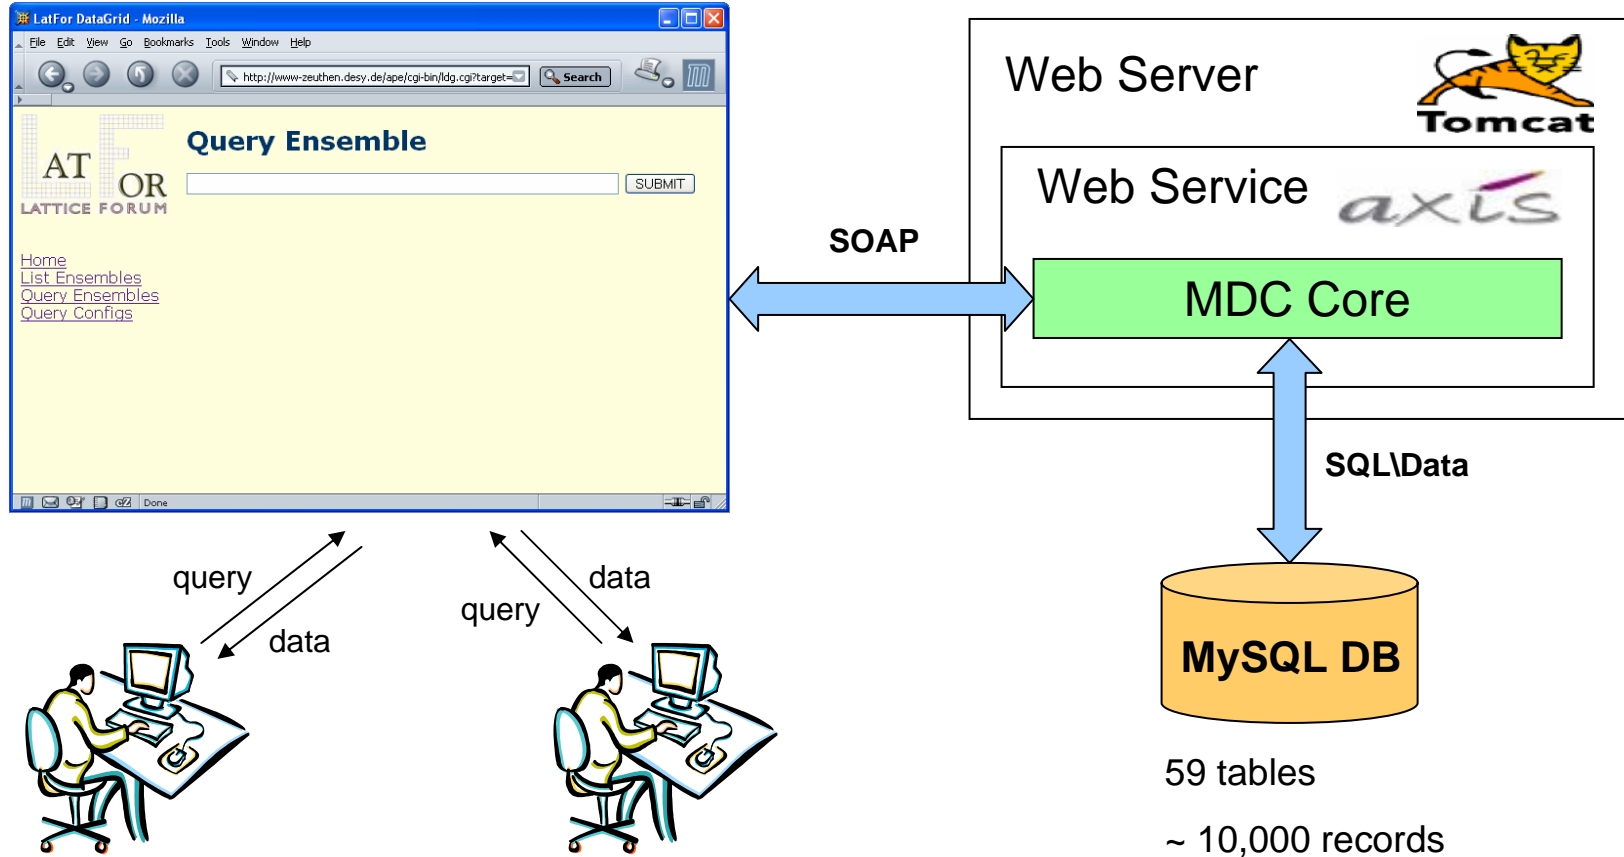 LatFor DataGrid - Mozilla
File Edit View Go Bookmarks Tools Window Help
http://www-zeuthen.desy.de/ape/cgi-bin/ldg.cgi?target=
Search
LAT FOR
LATTICE FORUM
Query Ensemble
SUBMIT
Home
List Ensembles
Query Ensembles
Query Configs
Done
SOAP
Web Server
Tomcat
Web Service
axis
MDC Core
SQL\Data
MySQL DB
59 tables
~ 10,000 records
query
data
query
data